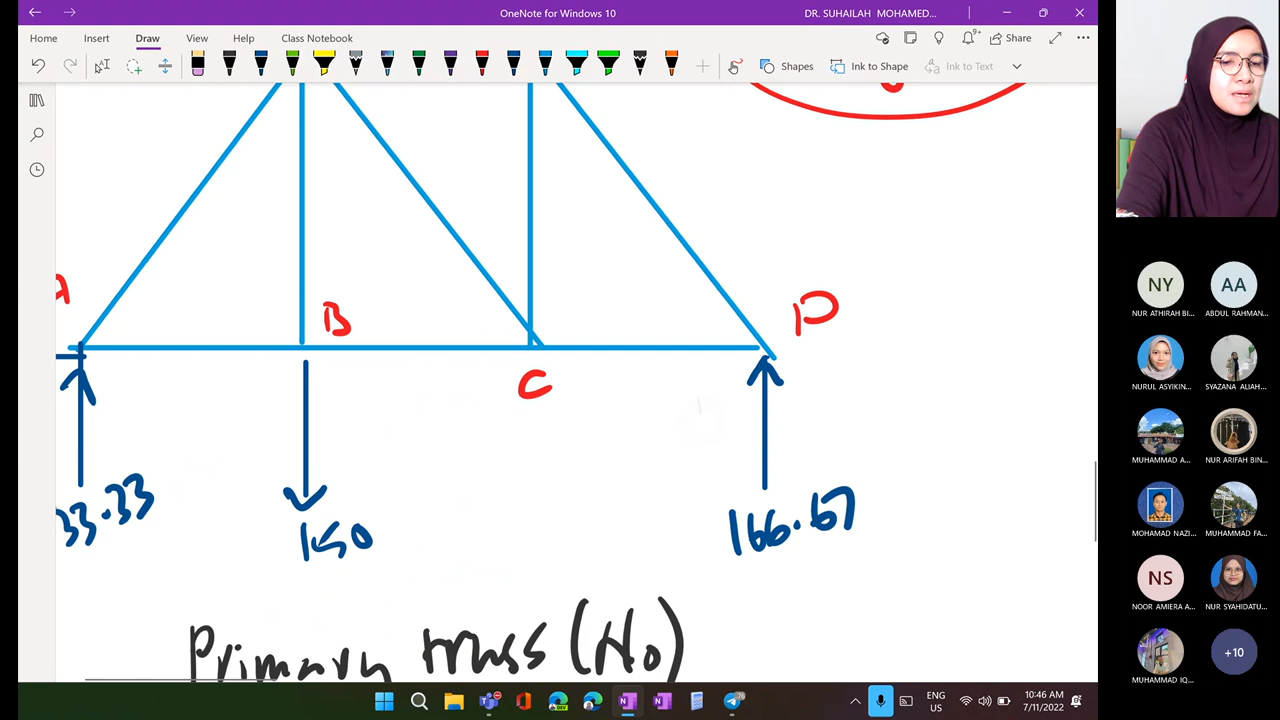 OneNote for Windows 10
DR. SUHAILAH MOHAMED...
Home
Insert
Draw
View
Help
Class Notebook
Share
Shapes
Ink to Shape
Ink to Text
A
B
C
D
33.33
150
166.67
Primary truss (No)
NUR ATHIRAH BI...
ABDUL RAHMAN...
NY
AA
NURUL ASYIKIN...
SYAZANA ALIAH...
MUHAMMAD A...
NUR ARIFAH BIN...
MOHAMAD NAZI...
MUHAMMAD FA...
NS
NOOR AMIERA A...
NUR SYAHIDATU...
MUHAMMAD IQ...
+10
9+
ENG
US
10:46 AM
7/11/2022